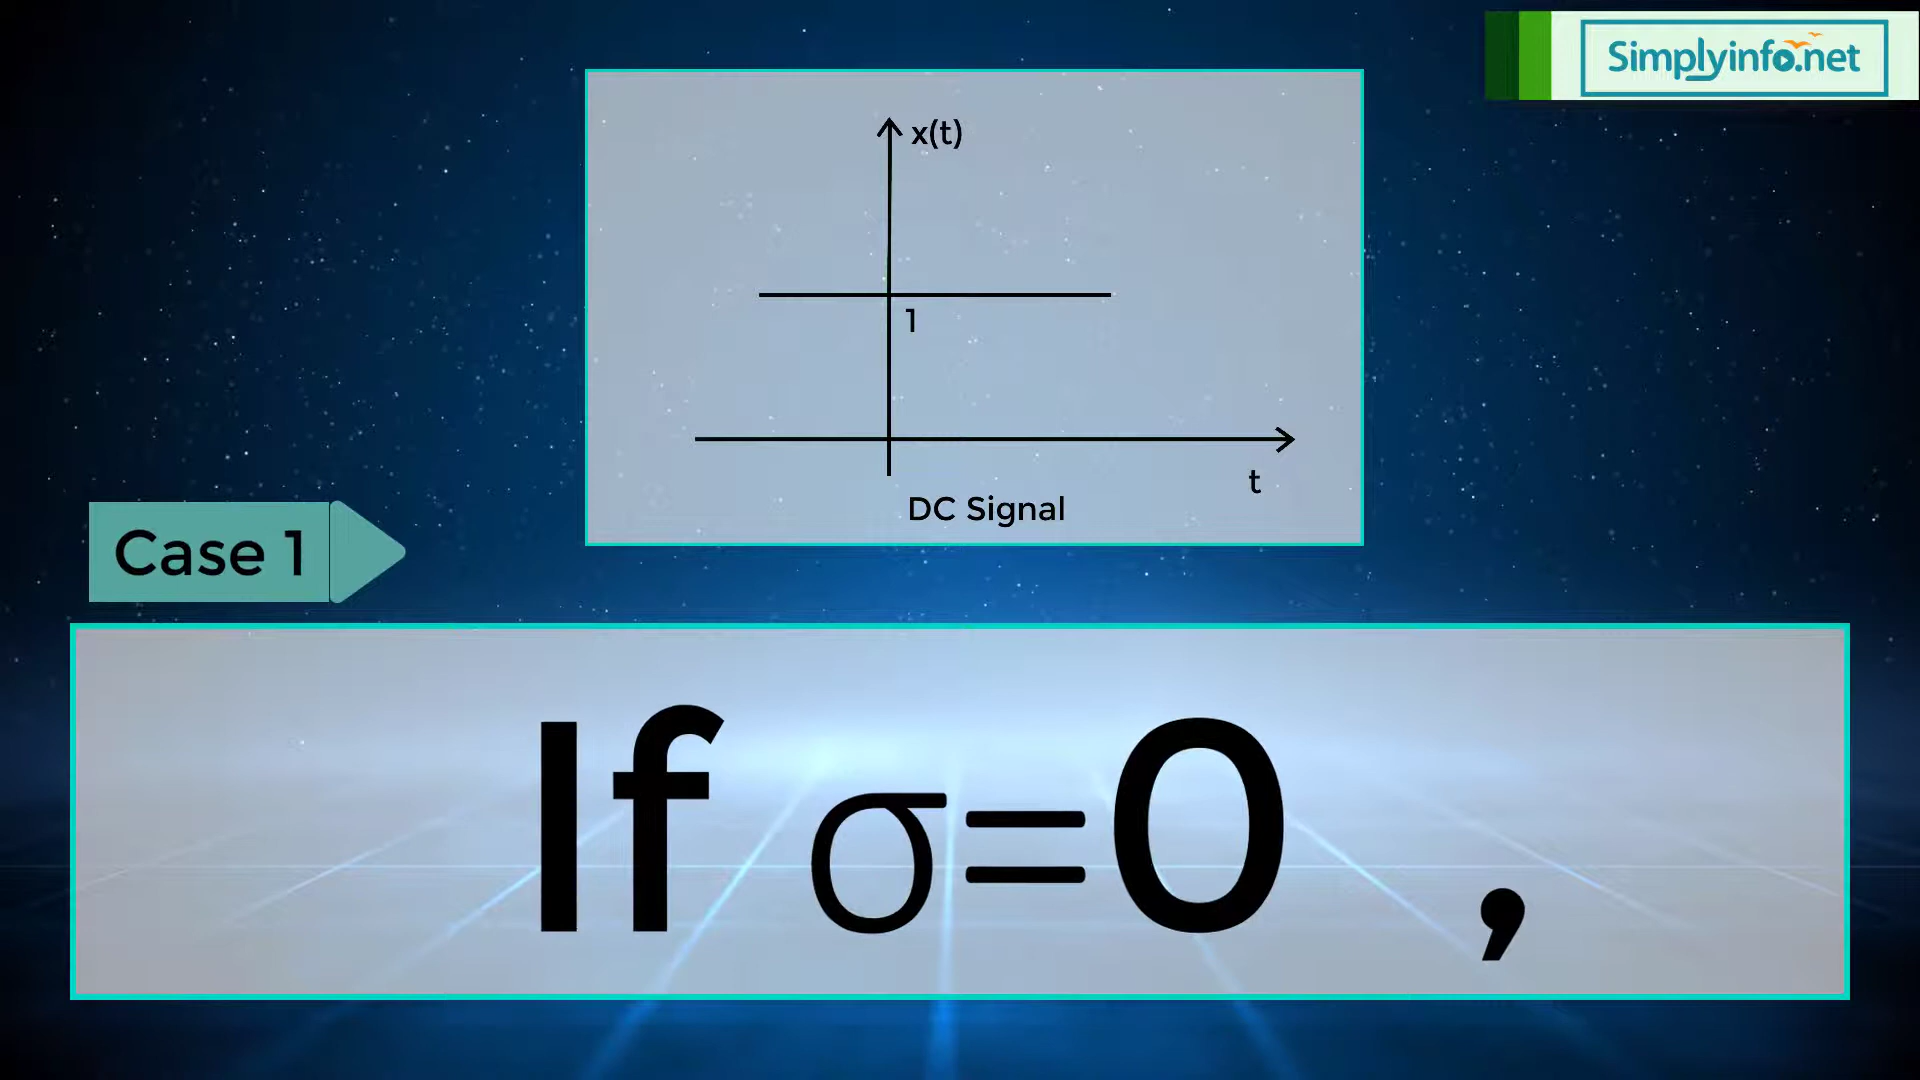 Simplyinfo.net
x(t)
1
t
DC Signal
Case 1
If σ=0 ,